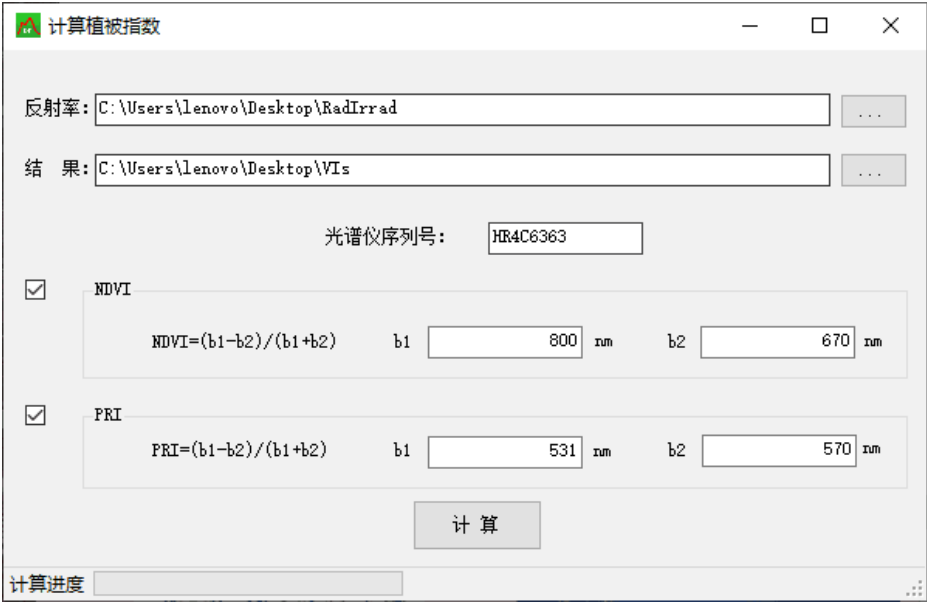 计算植被指数
反射率: C:\Users\lenovo\Desktop\RadIrrad ...
结 果: C:\Users\lenovo\Desktop\VIs ...
光谱仪序列号: HR4C6363
NDVI
NDVI=(b1-b2)/(b1+b2) b1 800 nm b2 670 nm
PRI
PRI=(b1-b2)/(b1+b2) b1 531 nm b2 570 nm
计 算
计算进度